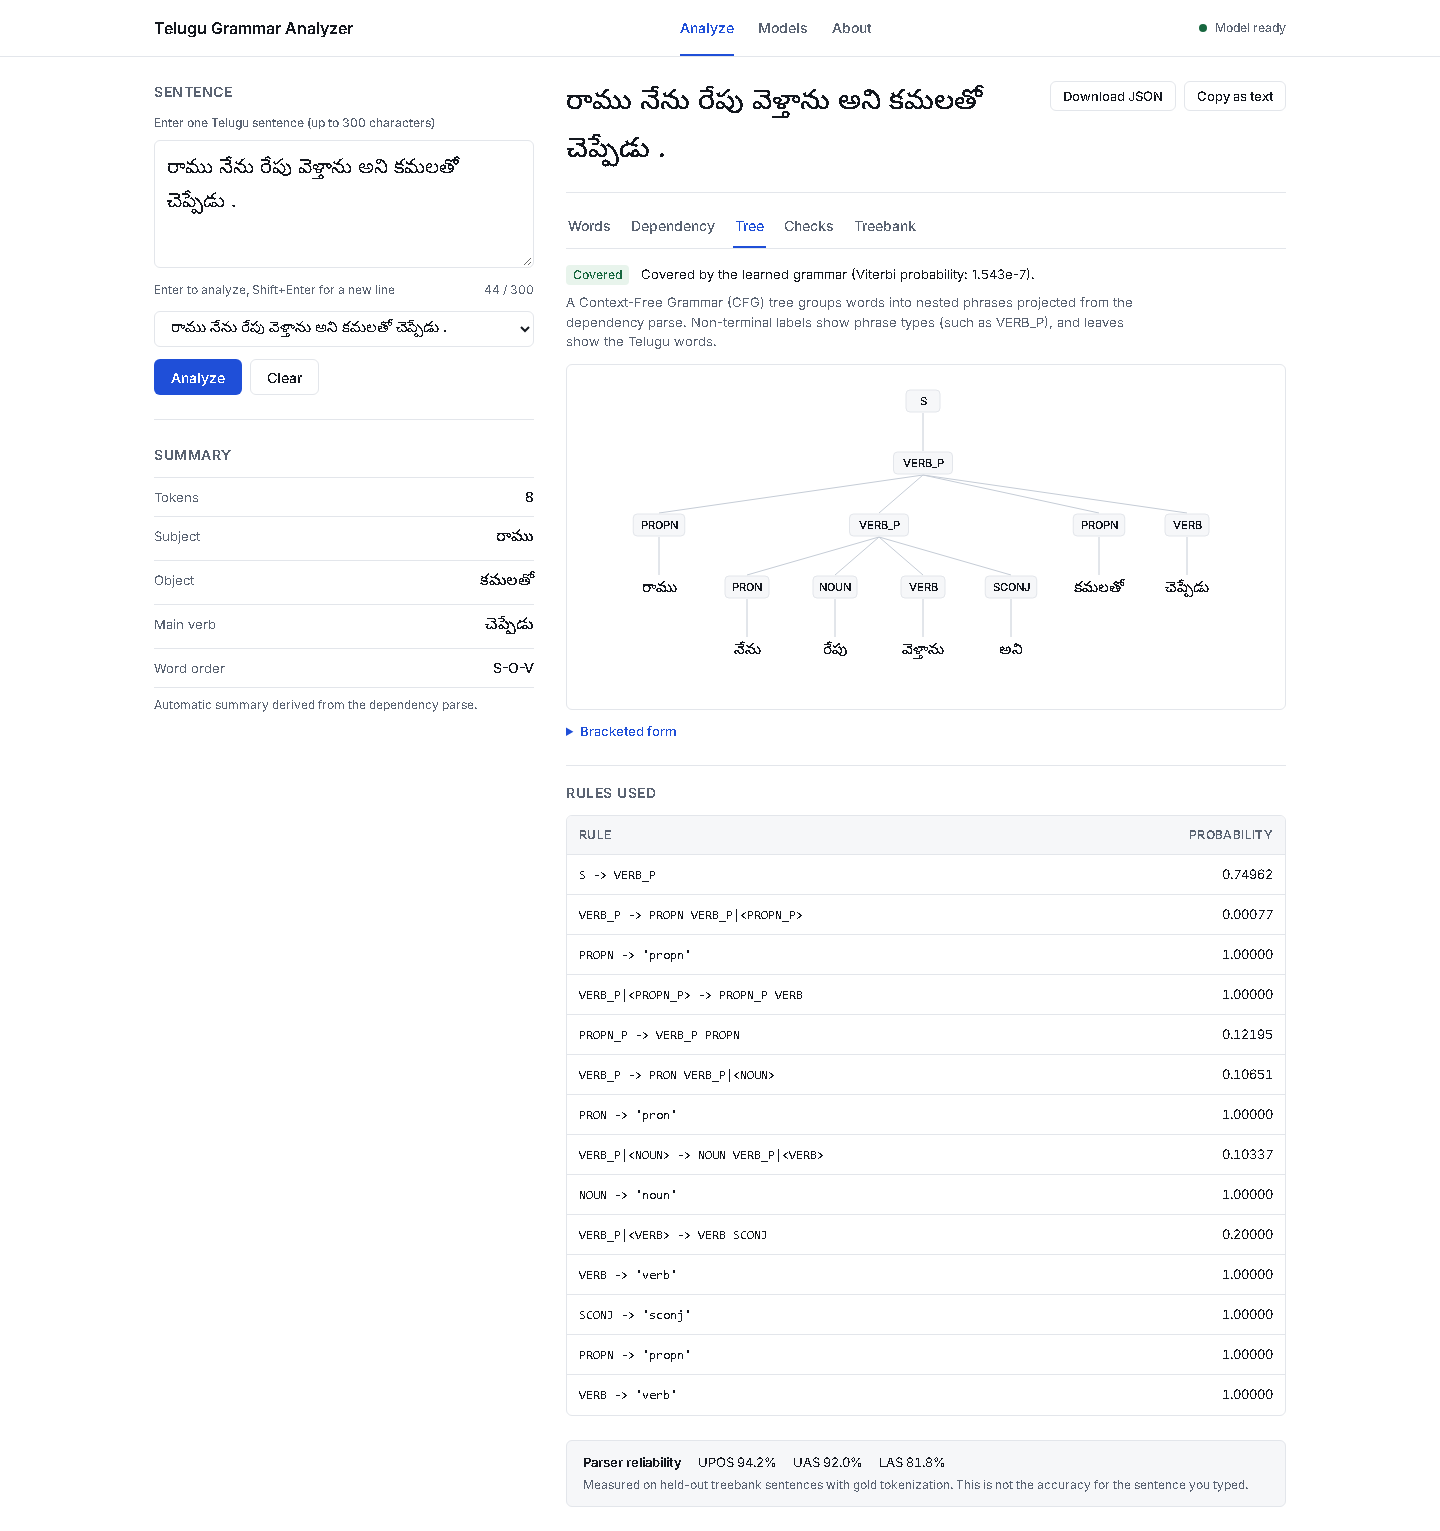 Telugu Grammar Analyzer
Analyze Models About
Model ready
SENTENCE
Enter one Telugu sentence (up to 300 characters)
రాము నేను రేపు వెళ్తాను అని కమలతో
చెప్పేడు .
Enter to analyze, Shift+Enter for a new line 44 / 300
రాము నేను రేపు వెళ్తాను అని కమలతో చెప్పేడు .
Analyze Clear
SUMMARY
Tokens 8
Subject రాము
Object కమలతో
Main verb చెప్పేడు
Word order S-O-V
Automatic summary derived from the dependency parse.
రాము నేను రేపు వెళ్తాను అని కమలతో
చెప్పేడు .
Download JSON Copy as text
Words Dependency Tree Checks Treebank
Covered Covered by the learned grammar (Viterbi probability: 1.543e-7).
A Context-Free Grammar (CFG) tree groups words into nested phrases projected from the
dependency parse. Non-terminal labels show phrase types (such as VERB_P), and leaves
show the Telugu words.
S
VERB_P
PROPN VERB_P PROPN VERB
రాము PRON NOUN VERB SCONJ కమలతో చెప్పేడు
నేను రేపు వెళ్తాను అని
▶ Bracketed form
RULES USED
RULE PROBABILITY
S -> VERB_P 0.74962
VERB_P -> PROPN VERB_P|<PROPN_P> 0.00077
PROPN -> 'propn' 1.00000
VERB_P|<PROPN_P> -> PROPN_P VERB 1.00000
PROPN_P -> VERB_P PROPN 0.12195
VERB_P -> PRON VERB_P|<NOUN> 0.10651
PRON -> 'pron' 1.00000
VERB_P|<NOUN> -> NOUN VERB_P|<VERB> 0.10337
NOUN -> 'noun' 1.00000
VERB_P|<VERB> -> VERB SCONJ 0.20000
VERB -> 'verb' 1.00000
SCONJ -> 'sconj' 1.00000
PROPN -> 'propn' 1.00000
VERB -> 'verb' 1.00000
Parser reliability UPOS 94.2% UAS 92.0% LAS 81.8%
Measured on held-out treebank sentences with gold tokenization. This is not the accuracy for the sentence you typed.